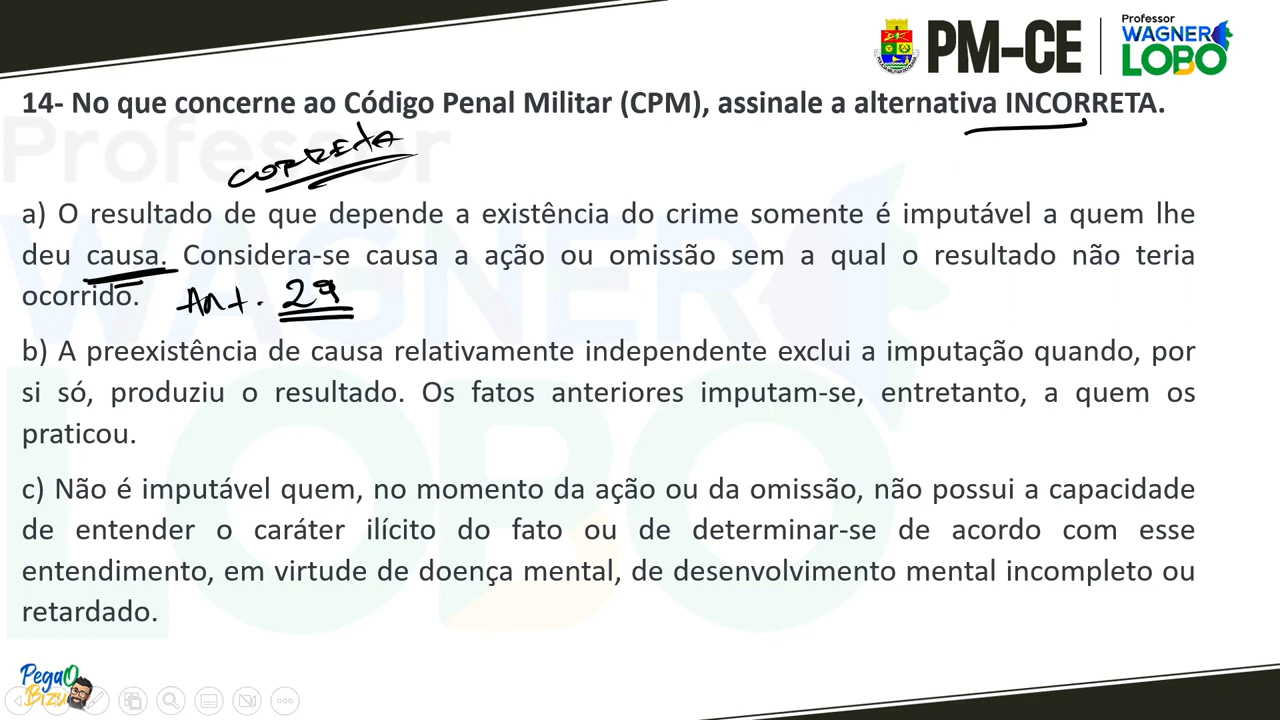 PM-CE
Professor
WAGNER
LOBO
14- No que concerne ao Código Penal Militar (CPM), assinale a alternativa INCORRETA.
Professor
CORRETA
a) O resultado de que depende a existência do crime somente é imputável a quem lhe
deu causa. Considera-se causa a ação ou omissão sem a qual o resultado não teria
ocorrido. Art. 29
WAGNER
b) A preexistência de causa relativamente independente exclui a imputação quando, por
si só, produziu o resultado. Os fatos anteriores imputam-se, entretanto, a quem os
praticou.
LOBO
c) Não é imputável quem, no momento da ação ou da omissão, não possui a capacidade
de entender o caráter ilícito do fato ou de determinar-se de acordo com esse
entendimento, em virtude de doença mental, de desenvolvimento mental incompleto ou
retardado.
PegaO
Bizu